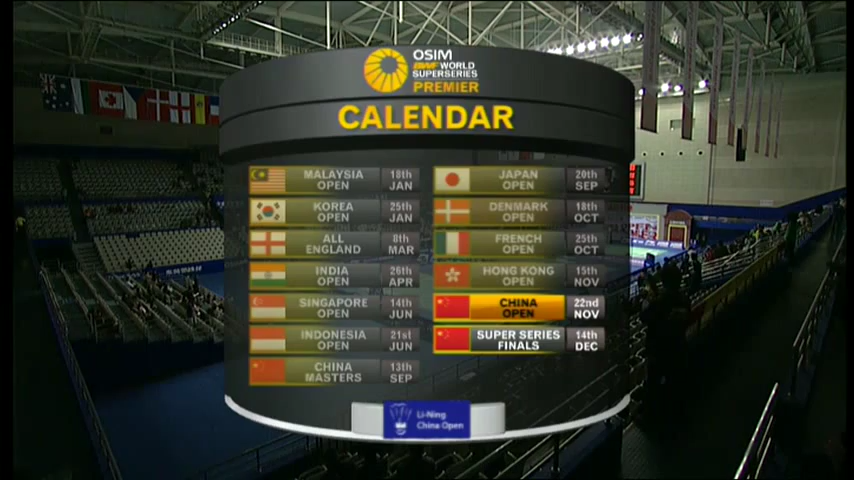 OSIM
BWF WORLD
SUPERSERIES
PREMIER
CALENDAR
MALAYSIA
OPEN
18th
JAN
KOREA
OPEN
25th
JAN
ALL
ENGLAND
8th
MAR
INDIA
OPEN
26th
APR
SINGAPORE
OPEN
14th
JUN
INDONESIA
OPEN
21st
JUN
CHINA
MASTERS
13th
SEP
JAPAN
OPEN
20th
SEP
DENMARK
OPEN
18th
OCT
FRENCH
OPEN
25th
OCT
HONG KONG
OPEN
15th
NOV
CHINA
OPEN
22nd
NOV
SUPER SERIES
FINALS
14th
DEC
Li-Ning
China Open